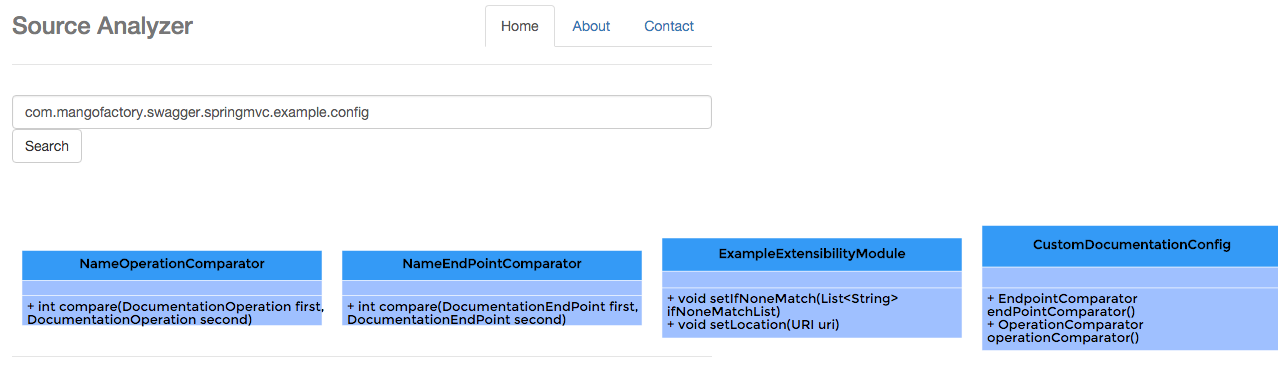 Source Analyzer
Home About Contact
com.mangofactory.swagger.springmvc.example.config
Search
NameOperationComparator
+ int compare(DocumentationOperation first,
DocumentationOperation second)
NameEndPointComparator
+ int compare(DocumentationEndPoint first,
DocumentationEndPoint second)
ExampleExtensibilityModule
+ void setIfNoneMatch(List<String>
ifNoneMatchList)
+ void setLocation(URI uri)
CustomDocumentationConfig
+ EndpointComparator
endPointComparator()
+ OperationComparator
operationComparator()